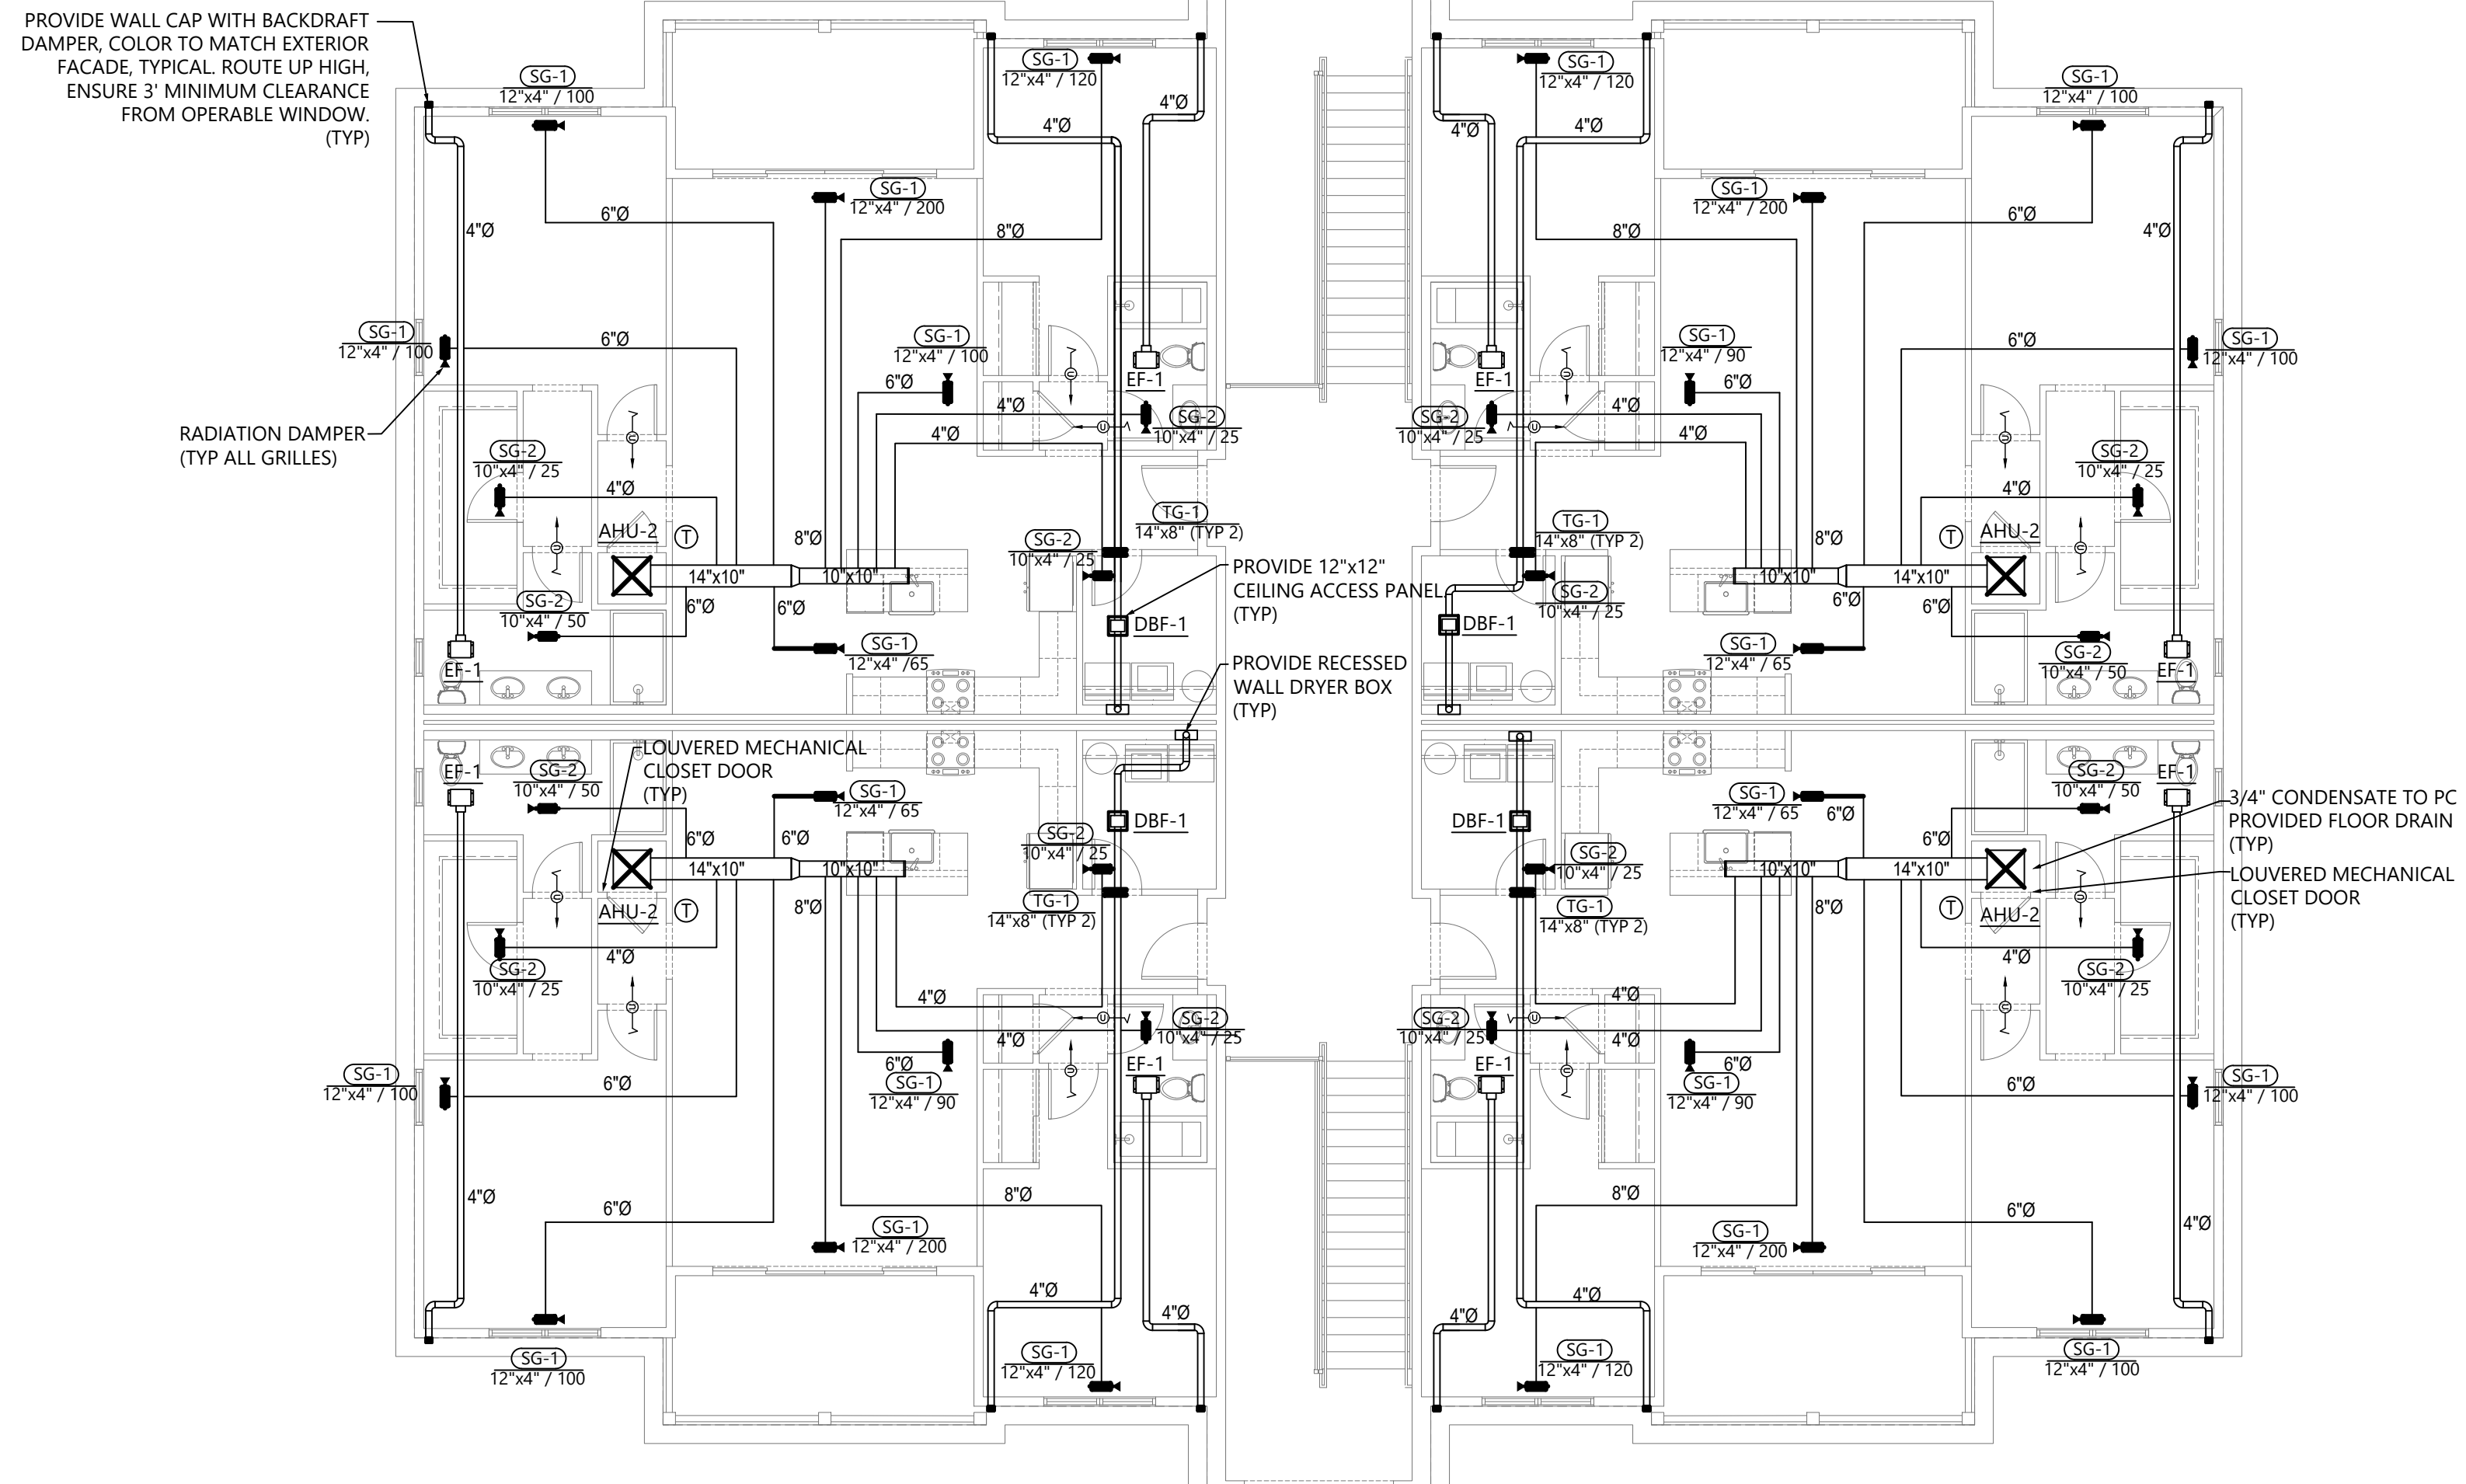 PROVIDE WALL CAP WITH BACKDRAFT
DAMPER, COLOR TO MATCH EXTERIOR
FACADE, TYPICAL. ROUTE UP HIGH,
ENSURE 3' MINIMUM CLEARANCE
FROM OPERABLE WINDOW.
(TYP)
SG-1
12"x4" / 100
SG-1
12"x4" / 120
4"Ø
4"Ø
SG-1
12"x4" / 200
6"Ø
4"Ø
8"Ø
SG-1
12"x4" / 100
6"Ø
SG-1
12"x4" / 100
6"Ø
EF-1
4"Ø
SG-2
10"x4" / 25
4"Ø
RADIATION DAMPER
(TYP ALL GRILLES)
SG-2
10"x4" / 25
4"Ø
AHU-2
T
8"Ø
TG-1
14"x8" (TYP 2)
SG-2
10"x4" / 25
14"x10"
10"x10"
6"Ø
6"Ø
SG-2
10"x4" / 50
PROVIDE 12"x12"
CEILING ACCESS PANEL
(TYP)
DBF-1
SG-1
12"x4" /65
EF-1
PROVIDE RECESSED
WALL DRYER BOX
(TYP)
SG-1
12"x4" / 120
4"Ø
4"Ø
SG-1
12"x4" / 100
SG-1
12"x4" / 200
6"Ø
8"Ø
4"Ø
SG-1
12"x4" / 90
6"Ø
6"Ø
SG-1
12"x4" / 100
EF-1
SG-2
10"x4" / 25
4"Ø
4"Ø
SG-2
10"x4" / 25
4"Ø
TG-1
14"x8" (TYP 2)
8"Ø
T
AHU-2
10"x10"
14"x10"
SG-2
10"x4" / 25
6"Ø
6"Ø
DBF-1
SG-1
12"x4" / 65
SG-2
10"x4" / 50
EF-1
LOUVERED MECHANICAL
CLOSET DOOR
(TYP)
EF-1
SG-2
10"x4" / 50
SG-1
12"x4" / 65
DBF-1
6"Ø
6"Ø
SG-2
10"x4" / 25
14"x10"
10"x10"
AHU-2
T
8"Ø
TG-1
14"x8" (TYP 2)
4"Ø
SG-2
10"x4" / 25
4"Ø
SG-2
10"x4" / 25
4"Ø
6"Ø
EF-1
SG-1
12"x4" / 90
SG-1
12"x4" / 100
6"Ø
4"Ø
6"Ø
8"Ø
SG-1
12"x4" / 200
4"Ø
4"Ø
SG-1
12"x4" / 100
SG-1
12"x4" / 120
SG-2
10"x4" / 50
EF-1
SG-1
12"x4" / 65
6"Ø
DBF-1
3/4" CONDENSATE TO PC
PROVIDED FLOOR DRAIN
(TYP)
6"Ø
SG-2
10"x4" / 25
10"x10"
14"x10"
LOUVERED MECHANICAL
CLOSET DOOR
(TYP)
TG-1
14"x8" (TYP 2)
8"Ø
T
AHU-2
4"Ø
SG-2
10"x4" / 25
4"Ø
SG-2
10"x4" / 25
4"Ø
EF-1
6"Ø
SG-1
12"x4" / 90
6"Ø
SG-1
12"x4" / 100
8"Ø
6"Ø
4"Ø
SG-1
12"x4" / 200
4"Ø
4"Ø
SG-1
12"x4" / 120
SG-1
12"x4" / 100